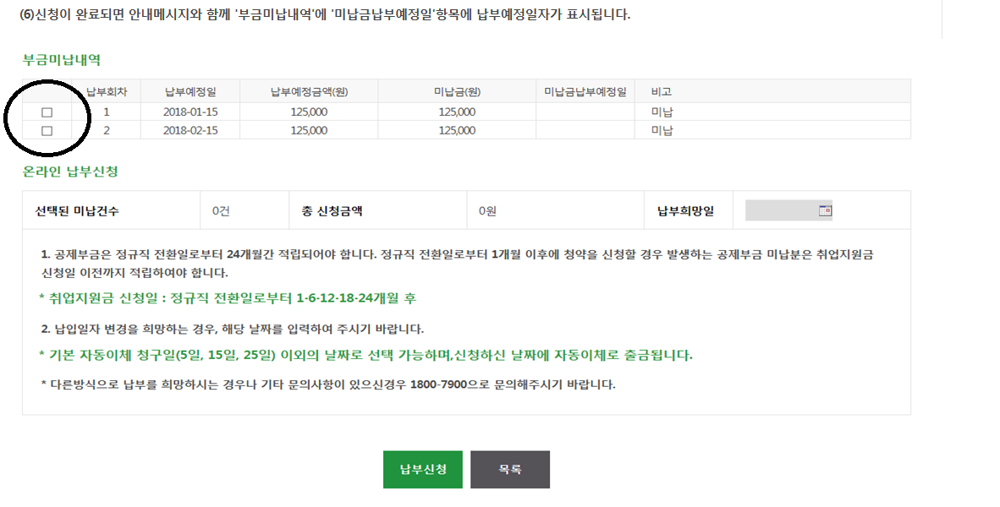 (6)신청이 완료되면 안내메시지와 함께 '부금미납내역'에 '미납금납부예정일'항목에 납부예정일자가 표시됩니다.
부금미납내역
납부회차 납부예정일 납부예정금액(원) 미납금(원) 미납금납부예정일 비고
1 2018-01-15 125,000 125,000 미납
2 2018-02-15 125,000 125,000 미납
온라인 납부신청
선택된 미납건수 0건 총 신청금액 0원 납부희망일
1. 공제부금은 정규직 전환일로부터 24개월간 적립되어야 합니다. 정규직 전환일로부터 1개월 이후에 청약을 신청할 경우 발생하는 공제부금 미납분은 취업지원금
신청일 이전까지 적립하여야 합니다.
* 취업지원금 신청일 : 정규직 전환일로부터 1-6-12-18-24개월 후
2. 납입일자 변경을 희망하는 경우, 해당 날짜를 입력하여 주시기 바랍니다.
* 기본 자동이체 청구일(5일, 15일, 25일) 이외의 날짜로 선택 가능하며,신청하신 날짜에 자동이체로 출금됩니다.
* 다른방식으로 납부를 희망하시는 경우나 기타 문의사항이 있으신경우 1800-7900으로 문의해주시기 바랍니다.
납부신청 목록